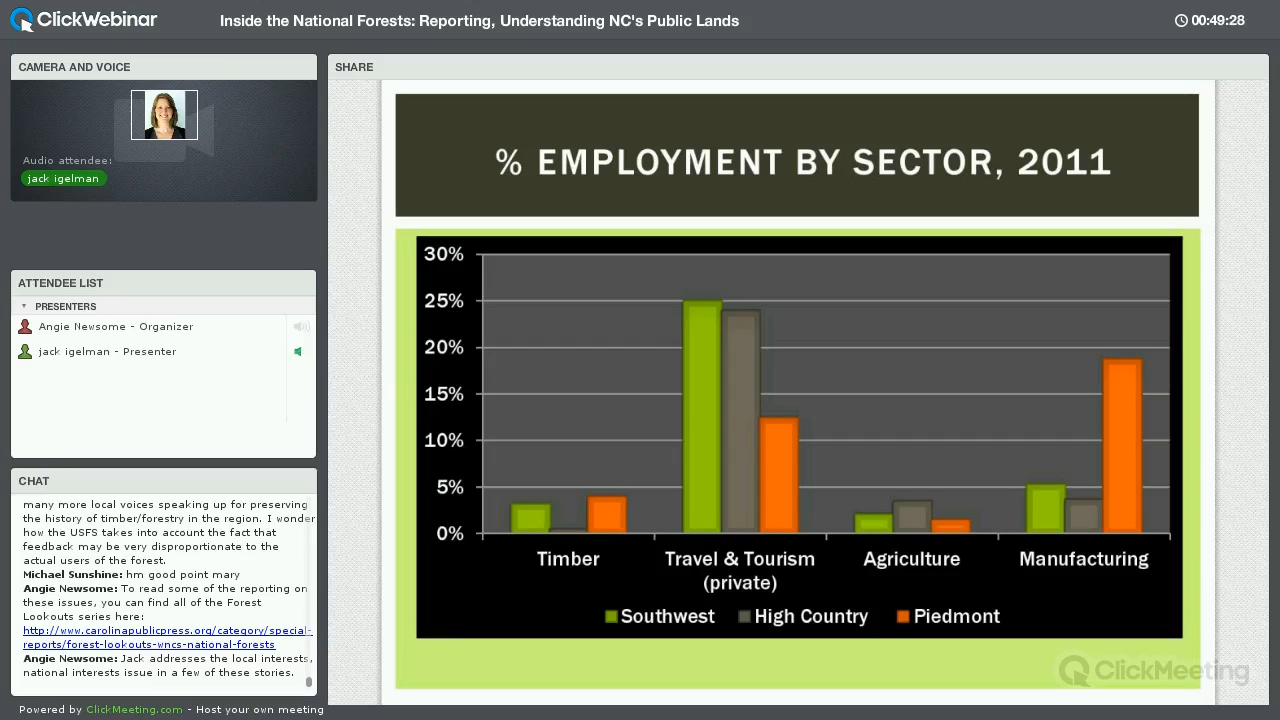 ClickWebinar
Inside the National Forests: Reporting, Understanding NC's Public Lands
00:49:28
CAMERA AND VOICE
Audio attendee:
jack igelman
ATTENDEE LIST
PRESENTERS
Angie Newsome - Organizer
jack igelman - Presenter
CHAT
many more local voices speaking up for preserving
the history of timber/forestry in the region. I wonder
how the USFS takes into account the fact that
feedback may be very disproportionate to the
actual users of the forest.
Michael Sunshine: hm good point mary
Angie Newsome: To read some of the reporting on
these issues, you can find all of the Forest
Lookouts series here:
http://www.carolinapublicpress.org/category/special-
reports/forest-lookouts-wncs-national-forests
Angie Newsome: Jack addresses the local interests,
national interests issue in a few of these stories.
Powered by ClickMeeting.com - Host your own meeting
SHARE
% EMPLOYMENT BY SECTOR, 2011
30%
25%
20%
15%
10%
5%
0%
Timber
Travel & Tourism
(private)
Agriculture
Manufacturing
Southwest
High Country
Piedmont
ClickMeeting